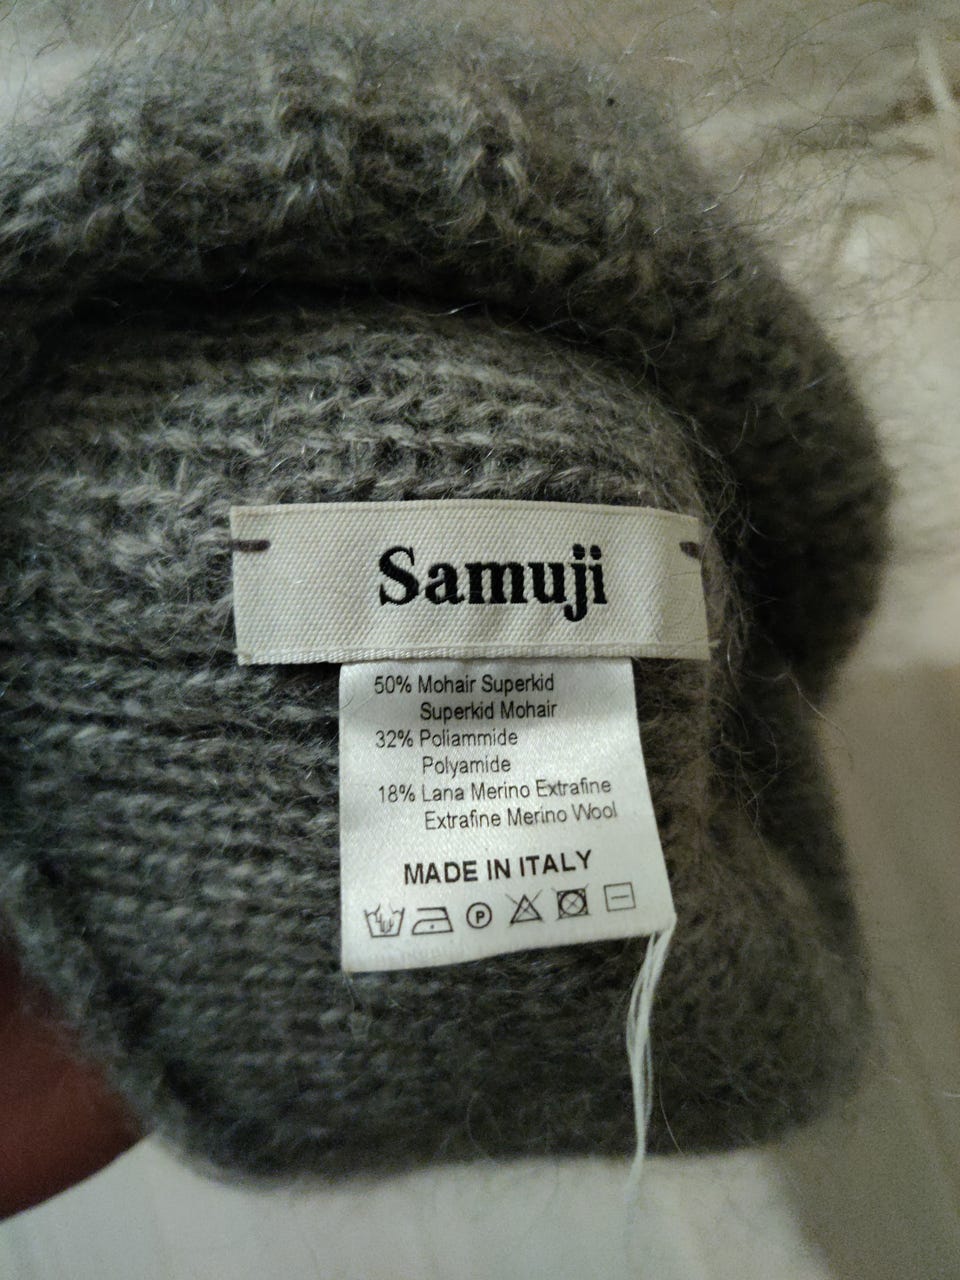 Samuji
50% Mohair Superkid
Superkid Mohair
32% Poliammide
Polyamide
18% Lana Merino Extrafine
Extrafine Merino Wool
MADE IN ITALY
P